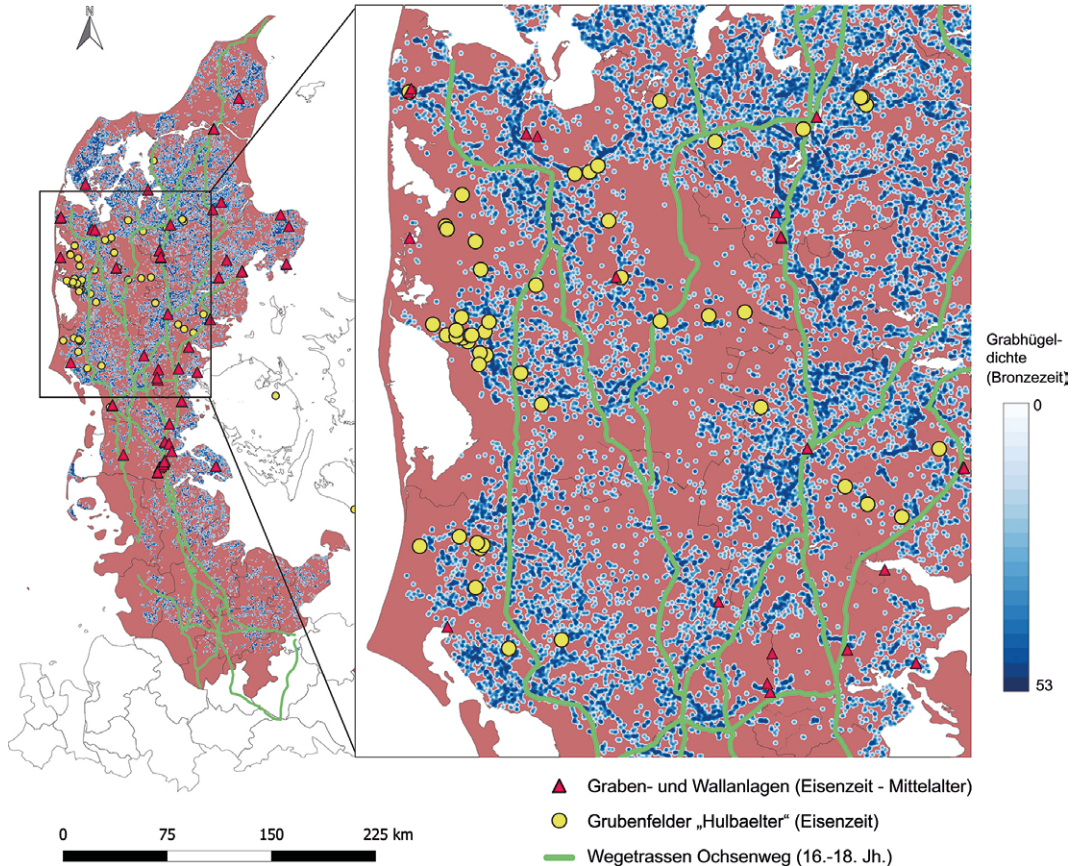 N
Grabhügel-
dichte
(Bronzezeit)
0
53
Graben- und Wallanlagen (Eisenzeit - Mittelalter)
Grubenfelder „Hulbaelter“ (Eisenzeit)
Wegetrassen Ochsenweg (16.-18. Jh.)
0 75 150 225 km